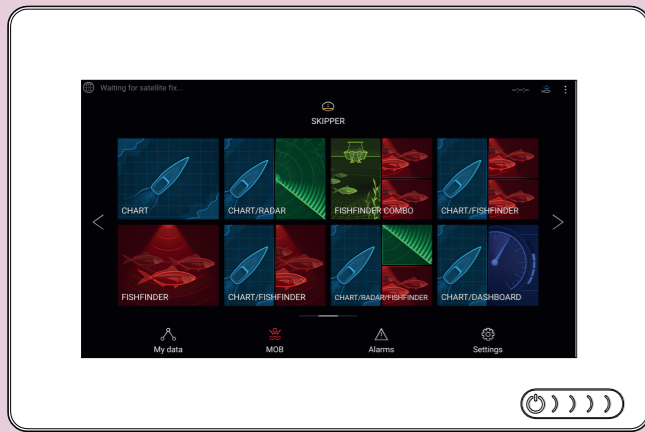 Waiting for satellite fix...
--:--:--
SKIPPER
CHART
CHART/RADAR
FISHFINDER COMBO
CHART/FISHFINDER
FISHFINDER
CHART/FISHFINDER
CHART/RADAR/FISHFINDER
CHART/DASHBOARD
My data
MOB
Alarms
Settings